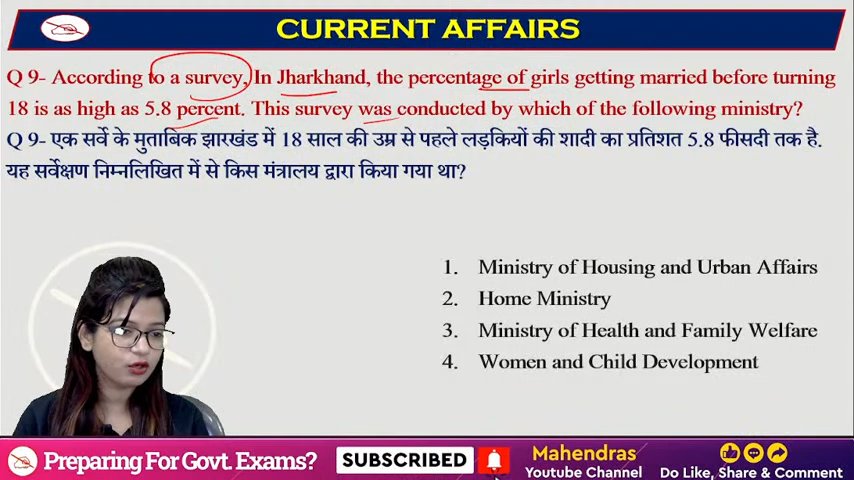 CURRENT AFFAIRS
Q 9- According to a survey, In Jharkhand, the percentage of girls getting married before turning
18 is as high as 5.8 percent. This survey was conducted by which of the following ministry?
Q 9- एक सर्वे के मुताबिक झारखंड में 18 साल की उम्र से पहले लड़कियों की शादी का प्रतिशत 5.8 फीसदी तक है.
यह सर्वेक्षण निम्नलिखित में से किस मंत्रालय द्वारा किया गया था?
1. Ministry of Housing and Urban Affairs
2. Home Ministry
3. Ministry of Health and Family Welfare
4. Women and Child Development
Preparing For Govt. Exams?
SUBSCRIBED
Mahendras
Youtube Channel
Do Like, Share & Comment